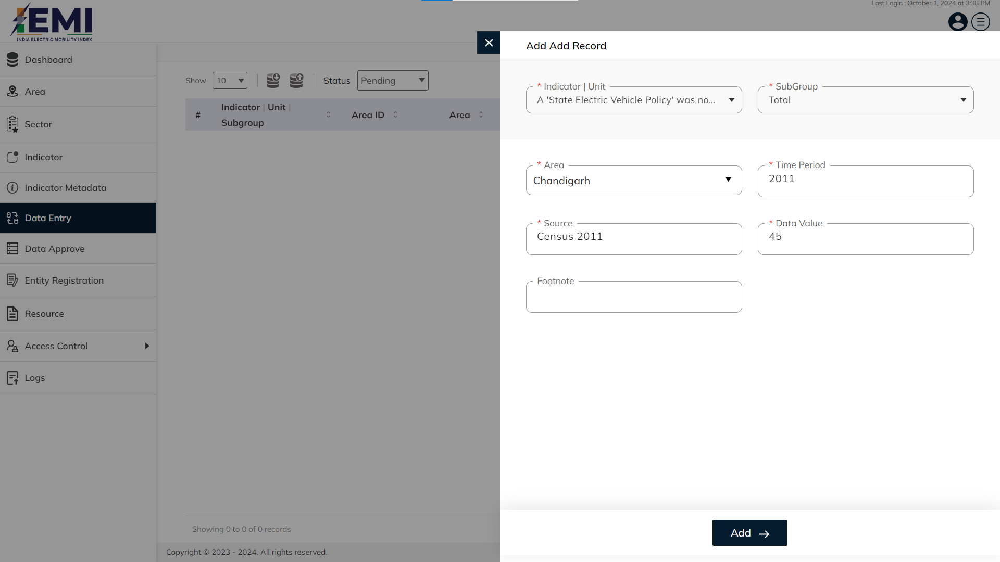 Last Login : October 1, 2024 at 3:38 PM
EMI
INDIA ELECTRIC MOBILITY INDEX
Dashboard
Area
Sector
Indicator
Indicator Metadata
Data Entry
Data Approve
Entity Registration
Resource
Access Control
Logs
Show 10 Status Pending
# Indicator | Unit | Subgroup Area ID Area
Showing 0 to 0 of 0 records
Copyright © 2023 - 2024. All rights reserved.
Add Add Record
* Indicator | Unit
A 'State Electric Vehicle Policy' was no...
* SubGroup
Total
* Area
Chandigarh
* Time Period
2011
* Source
Census 2011
* Data Value
45
Footnote
Add